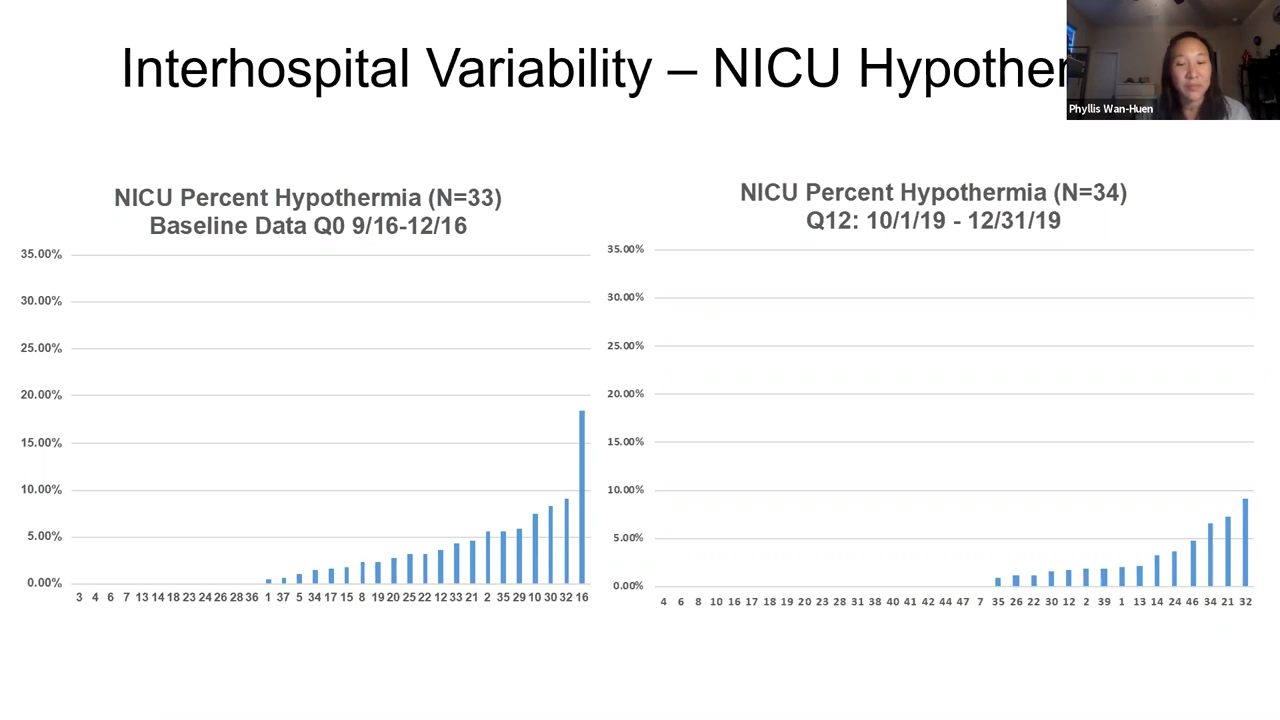 Interhospital Variability – NICU Hypother
Phyllis Wan-Huen
NICU Percent Hypothermia (N=33)
Baseline Data Q0 9/16-12/16
35.00%
30.00%
25.00%
20.00%
15.00%
10.00%
5.00%
0.00%
3 4 6 7 13 14 18 23 24 26 28 36 1 37 5 34 17 15 8 19 20 25 22 12 33 21 2 35 29 10 30 32 16
NICU Percent Hypothermia (N=34)
Q12: 10/1/19 - 12/31/19
35.00%
30.00%
25.00%
20.00%
15.00%
10.00%
5.00%
0.00%
4 6 8 10 16 17 18 19 20 23 28 31 38 40 41 42 44 47 7 35 26 22 30 12 2 39 1 13 14 24 46 34 21 32